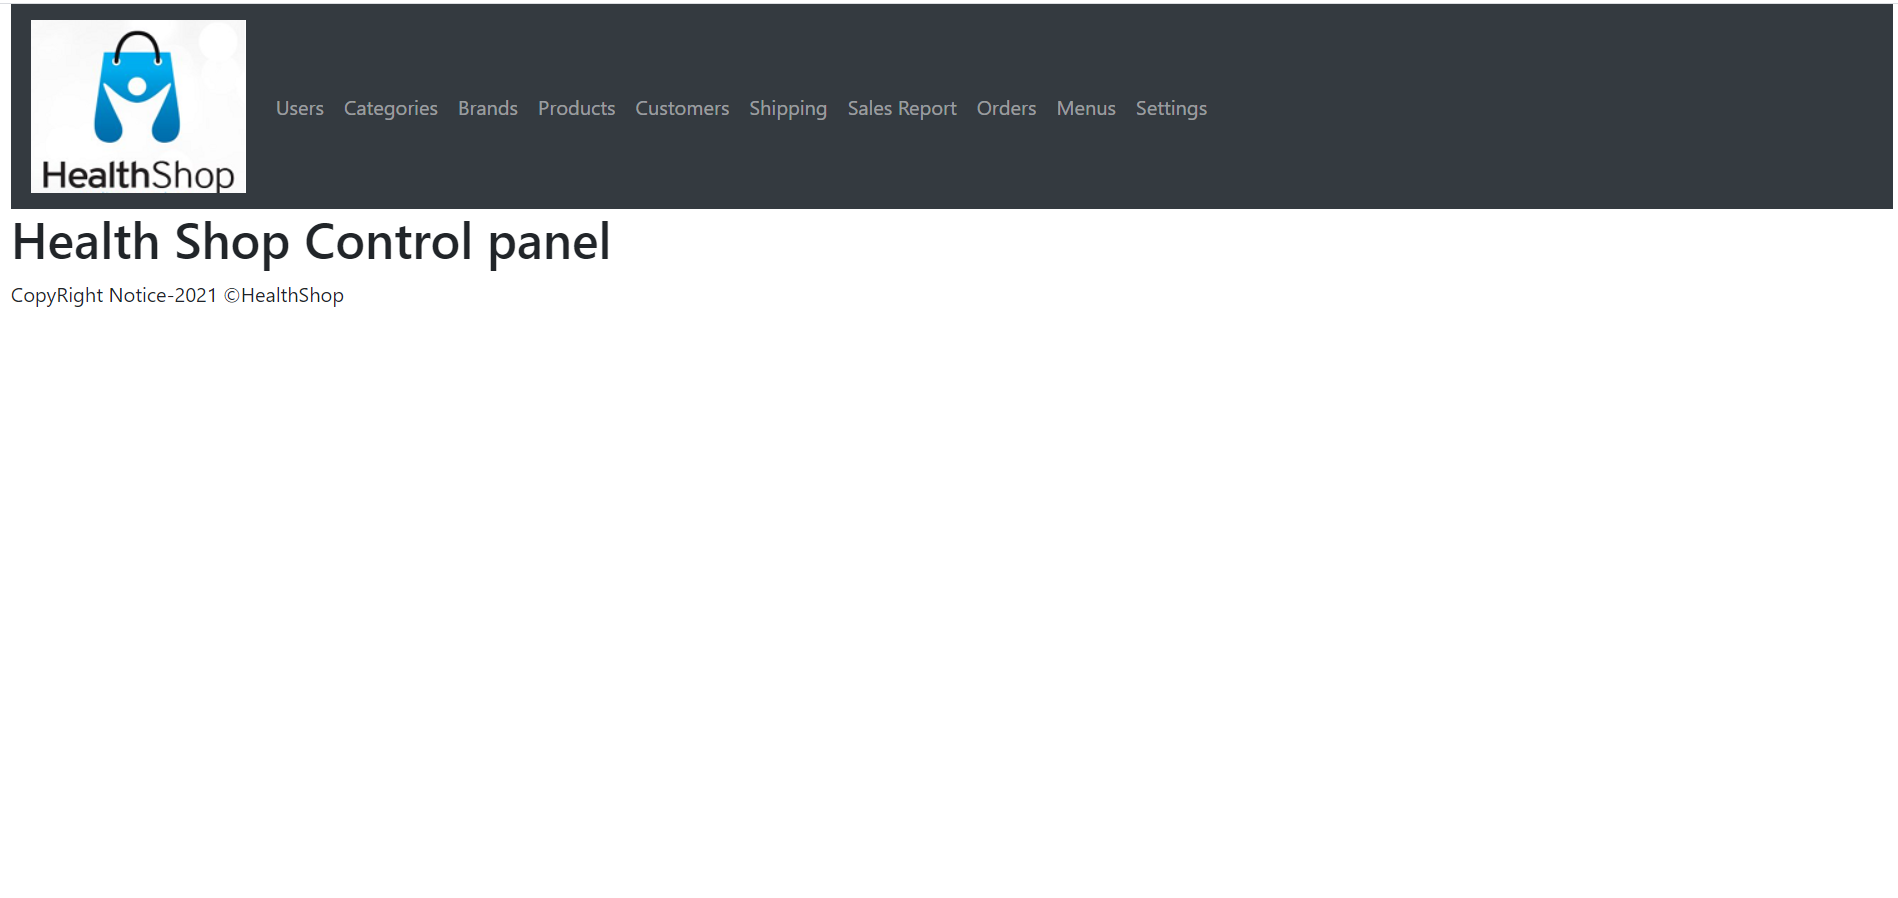 HealthShop
Users Categories Brands Products Customers Shipping Sales Report Orders Menus Settings
Health Shop Control panel
CopyRight Notice-2021 ©HealthShop